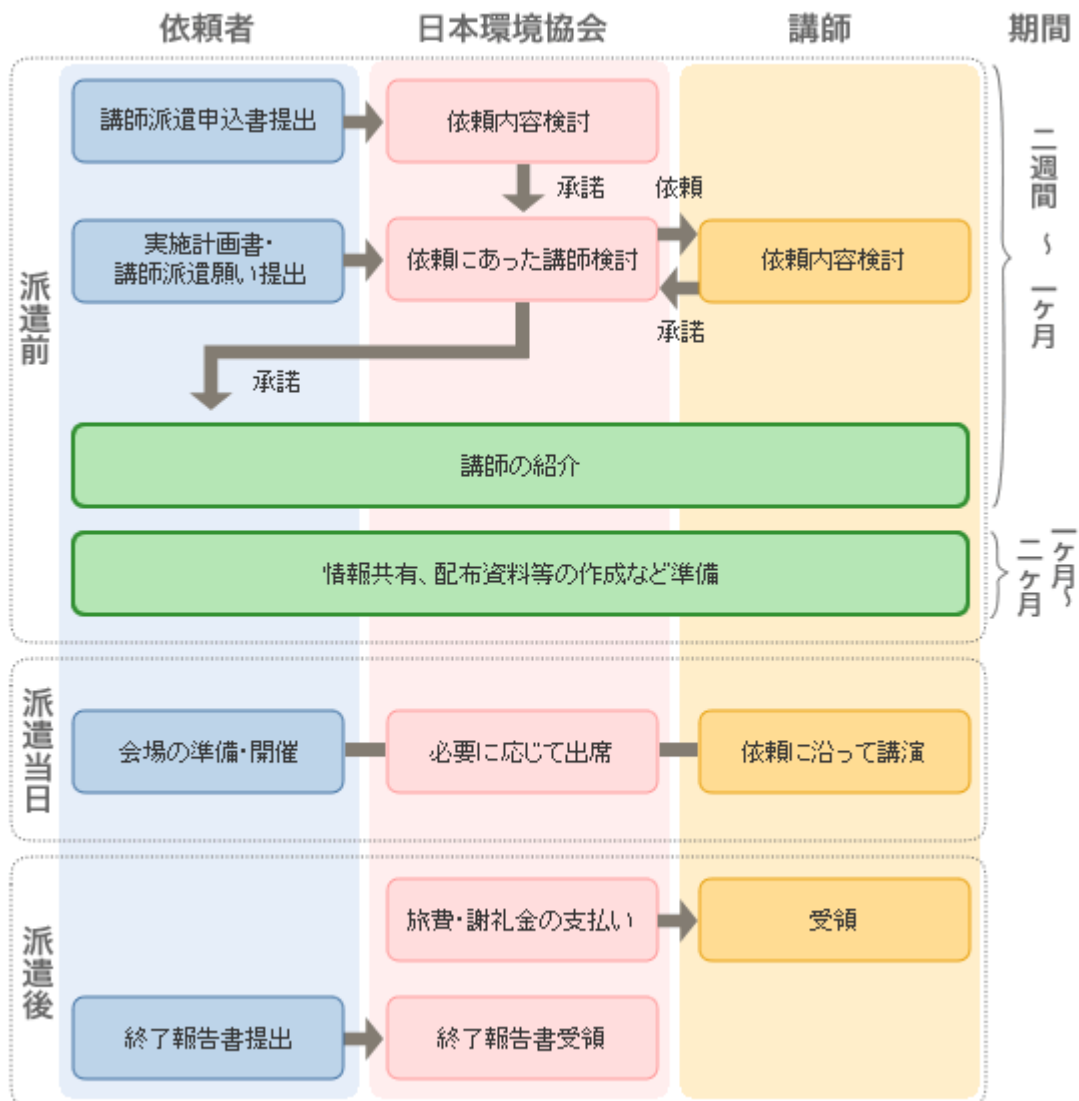 依頼者
日本環境協会
講師
期間
派遣前
講師派遣申込書提出
依頼内容検討
承諾
依頼
実施計画書・
講師派遣願い提出
依頼にあった講師検討
依頼内容検討
承諾
承諾
講師の紹介
二週間 ～ 一ヶ月
情報共有、配布資料等の作成など準備
一ヶ月～
二ヶ月
派遣当日
会場の準備・開催
必要に応じて出席
依頼に沿って講演
派遣後
旅費・謝礼金の支払い
受領
終了報告書提出
終了報告書受領